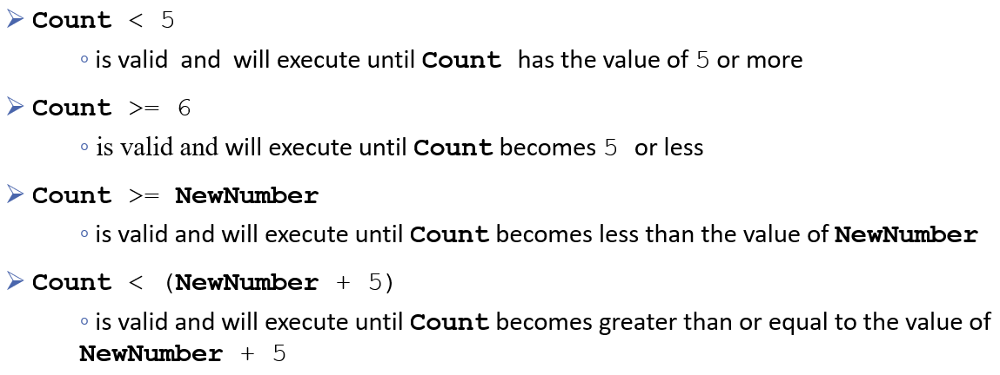 ➢ Count < 5
○ is valid and will execute until Count has the value of 5 or more
➢ Count >= 6
○ is valid and will execute until Count becomes 5 or less
➢ Count >= NewNumber
○ is valid and will execute until Count becomes less than the value of NewNumber
➢ Count < (NewNumber + 5)
○ is valid and will execute until Count becomes greater than or equal to the value of
NewNumber + 5